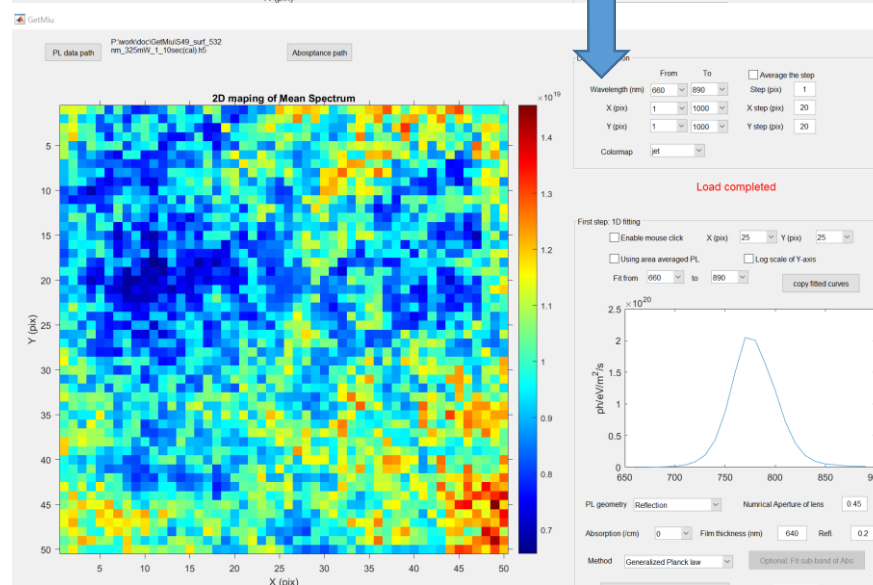 X (pix)
GetMiu
PL data path
P:\work\doc\GetMiu\S49_surf_532
nm_325mW_1_10sec(cal).h5
Abosptance path
2D maping of Mean Spectrum
×10^19
1.4
1.3
1.2
1.1
1
0.9
0.8
0.7
5
10
15
20
25
30
35
40
45
50
Y (pix)
5 10 15 20 25 30 35 40 45 50
X (pix)
From To Average the step
Wavelength (nm) 660 890 Step (pix) 1
X (pix) 1 1000 X step (pix) 20
Y (pix) 1 1000 Y step (pix) 20
Colormap jet
Load completed
First step: 1D fitting
Enable mouse click X (pix) 25 Y (pix) 25
Using area averaged PL Log scale of Y-axis
Fit from 660 to 890 copy fitted curves
×10^20
2.5
2
1.5
1
0.5
0
ph/eV/m^2/s
650 700 750 800 850
PL geometry Reflection Numrical Aperture of lens 0.45
Absorption (/cm) 0 Film thickness (nm) 640 Refl. 0.2
Method Generalized Planck law Optional: Fit sub-band of Abs